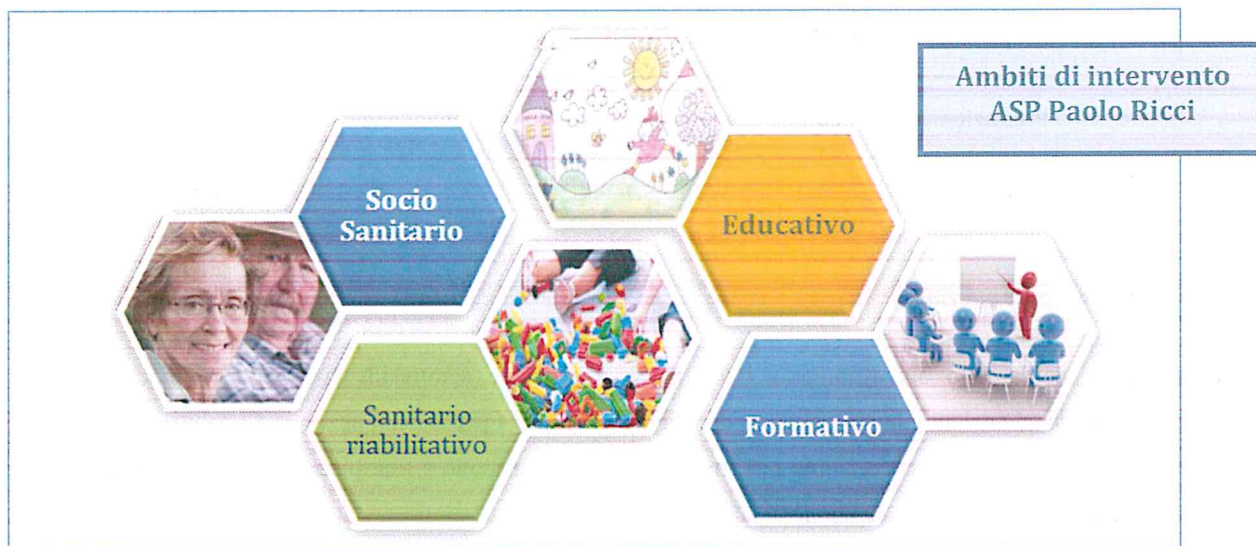 Ambiti di intervento
ASP Paolo Ricci
Socio
Sanitario
Educativo
Sanitario
riabilitativo
Formativo